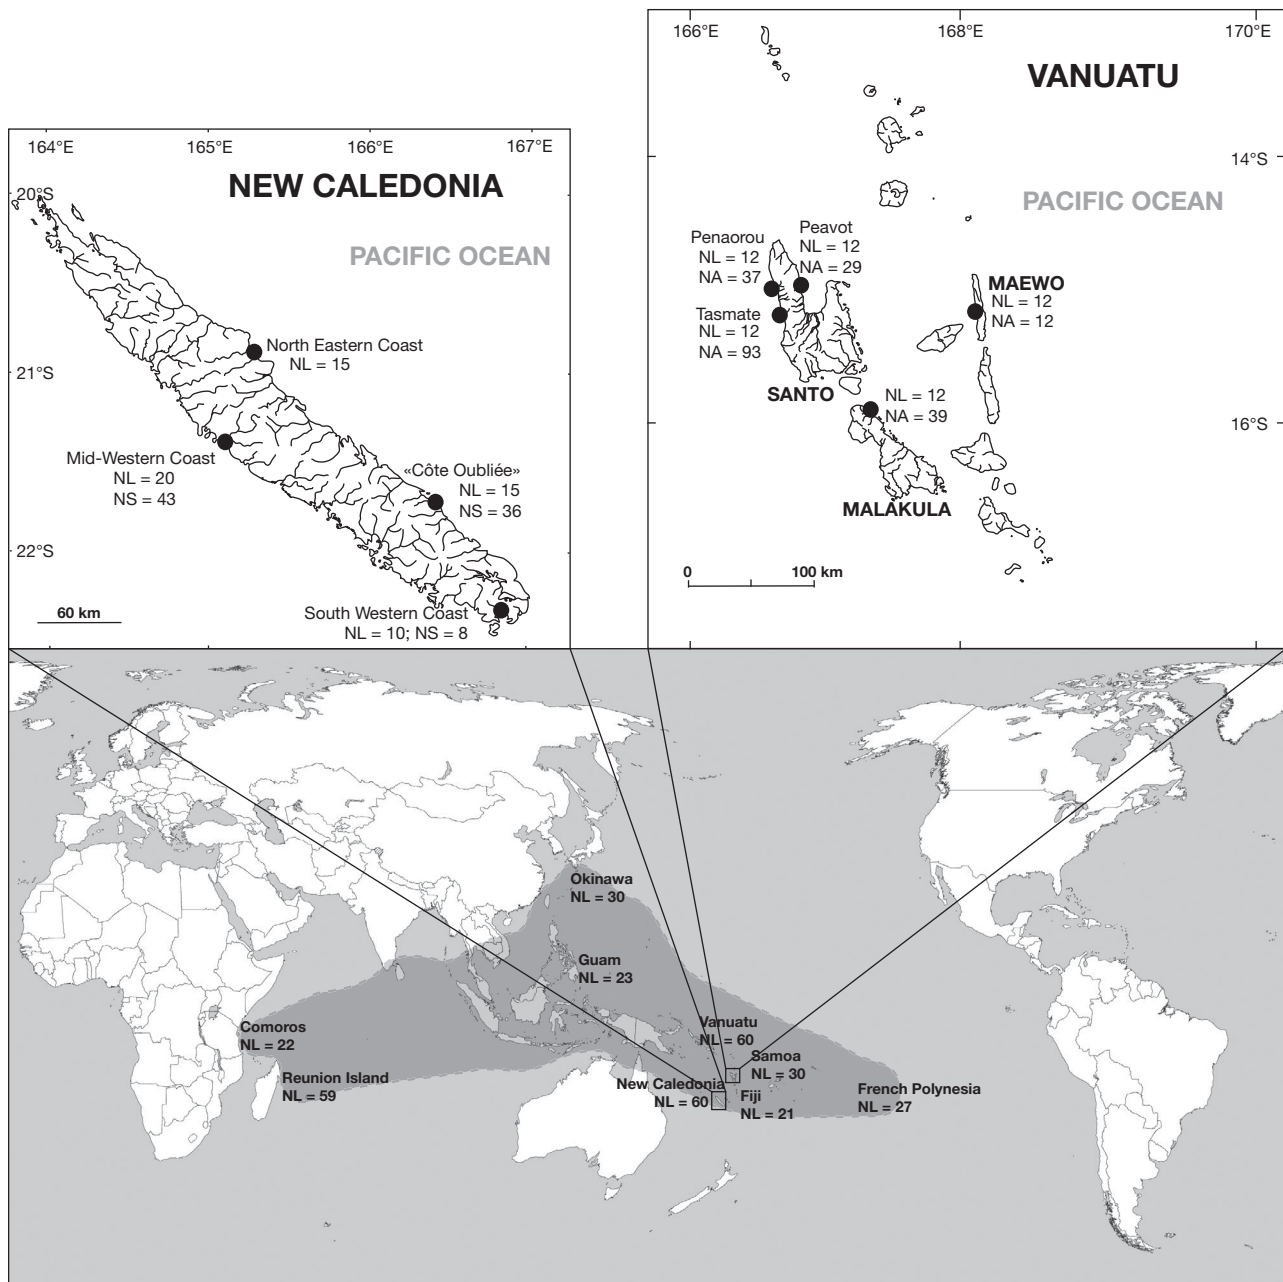 166°E
168°E
170°E
VANUATU
14°S
PACIFIC OCEAN
Penaorou
NL = 12
NA = 37
Peavot
NL = 12
NA = 29
Tasmate
NL = 12
NA = 93
SANTO
MAEWO
NL = 12
NA = 12
NL = 12
NA = 39
16°S
MALAKULA
0
100 km
164°E
165°E
166°E
167°E
20°S
NEW CALEDONIA
PACIFIC OCEAN
North Eastern Coast
NL = 15
21°S
Mid-Western Coast
NL = 20
NS = 43
«Côte Oubliée»
NL = 15
NS = 36
22°S
60 km
South Western Coast
NL = 10; NS = 8
Okinawa
NL = 30
Guam
NL = 23
Comoros
NL = 22
Reunion Island
NL = 59
Vanuatu
NL = 60
Samoa
NL = 30
New Caledonia
NL = 60
Fiji
NL = 21
French Polynesia
NL = 27